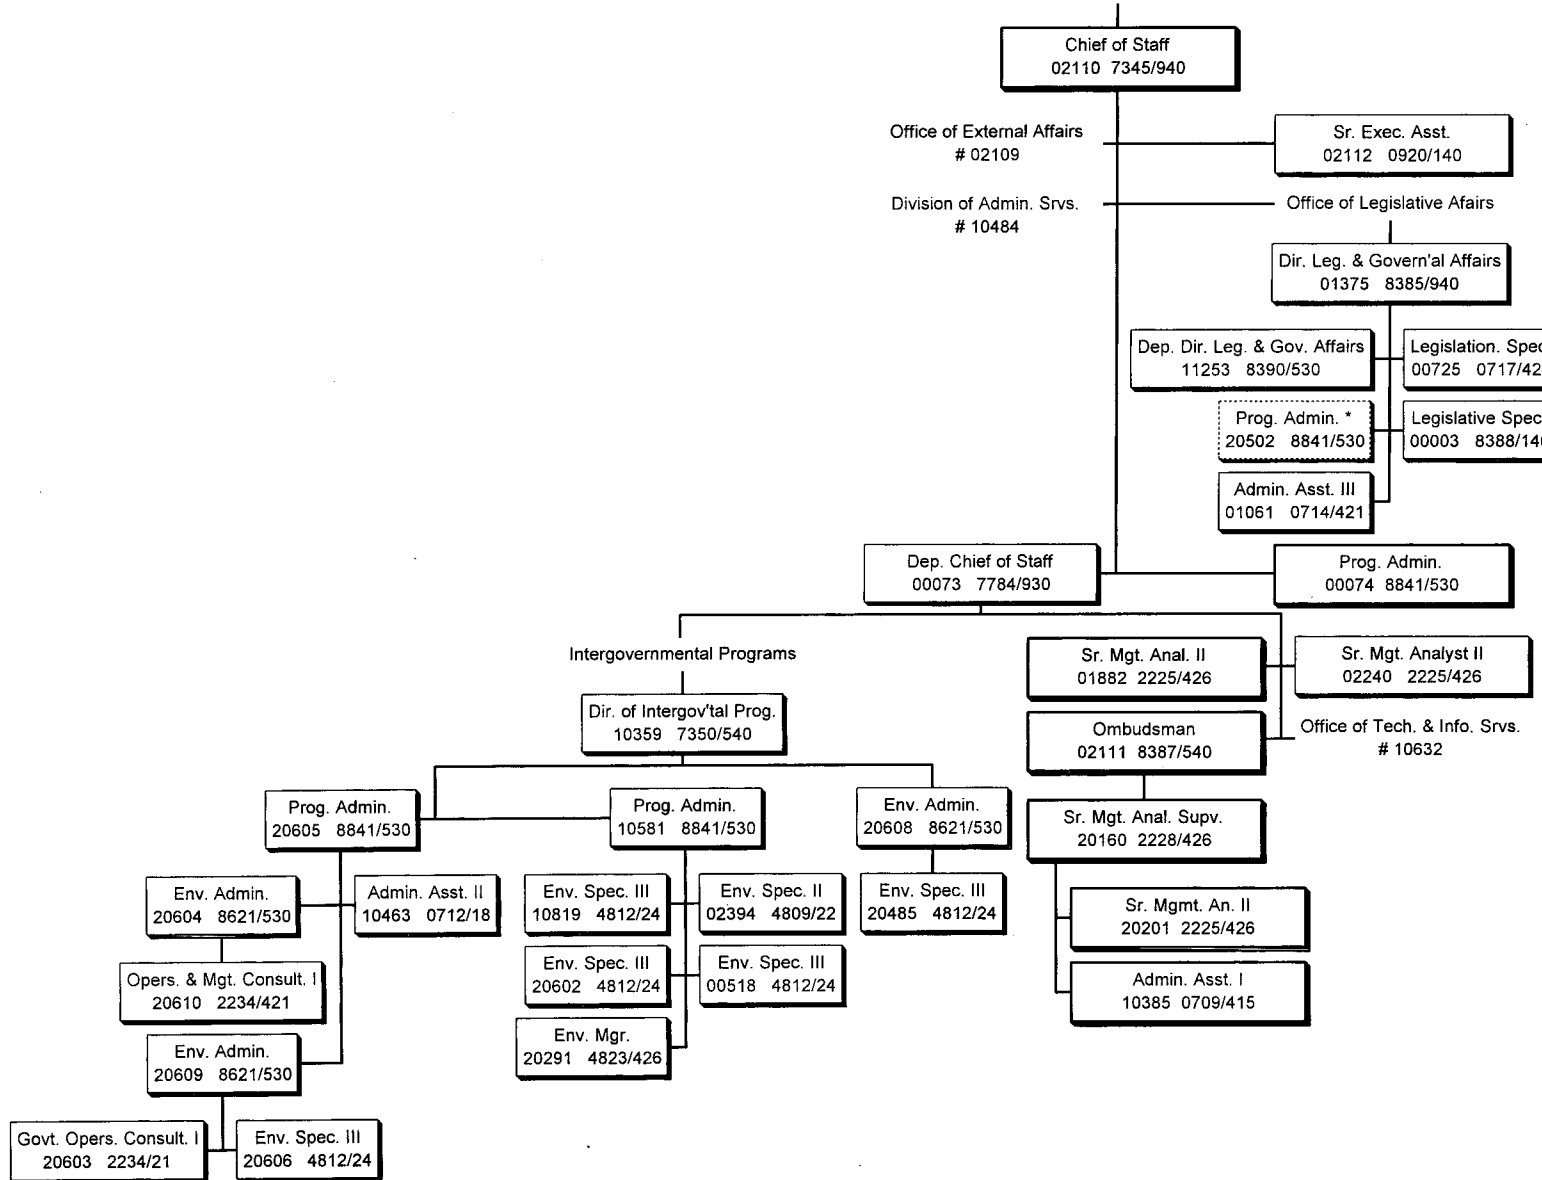 Chief of Staff
02110 7345/940
Office of External Affairs
# 02109
Sr. Exec. Asst.
02112 0920/140
Division of Admin. Srvs.
# 10484
Office of Legislative Afairs
Dir. Leg. & Govern'al Affairs
01375 8385/940
Dep. Dir. Leg. & Gov. Affairs
11253 8390/530
Legislation. Spec
00725 0717/42
Prog. Admin. *
20502 8841/530
Legislative Spec
00003 8388/14
Admin. Asst. III
01061 0714/421
Dep. Chief of Staff
00073 7784/930
Prog. Admin.
00074 8841/530
Intergovernmental Programs
Dir. of Intergov'tal Prog.
10359 7350/540
Sr. Mgt. Anal. II
01882 2225/426
Sr. Mgt. Analyst II
02240 2225/426
Ombudsman
02111 8387/540
Office of Tech. & Info. Srvs.
# 10632
Prog. Admin.
20605 8841/530
Prog. Admin.
10581 8841/530
Env. Admin.
20608 8621/530
Sr. Mgt. Anal. Supv.
20160 2228/426
Env. Admin.
20604 8621/530
Admin. Asst. II
10463 0712/18
Env. Spec. III
10819 4812/24
Env. Spec. II
02394 4809/22
Env. Spec. III
20485 4812/24
Sr. Mgmt. An. II
20201 2225/426
Opers. & Mgt. Consult. I
20610 2234/421
Env. Spec. III
20602 4812/24
Env. Spec. III
00518 4812/24
Admin. Asst. I
10385 0709/415
Env. Admin.
20609 8621/530
Env. Mgr.
20291 4823/426
Govt. Opers. Consult. I
20603 2234/21
Env. Spec. III
20606 4812/24